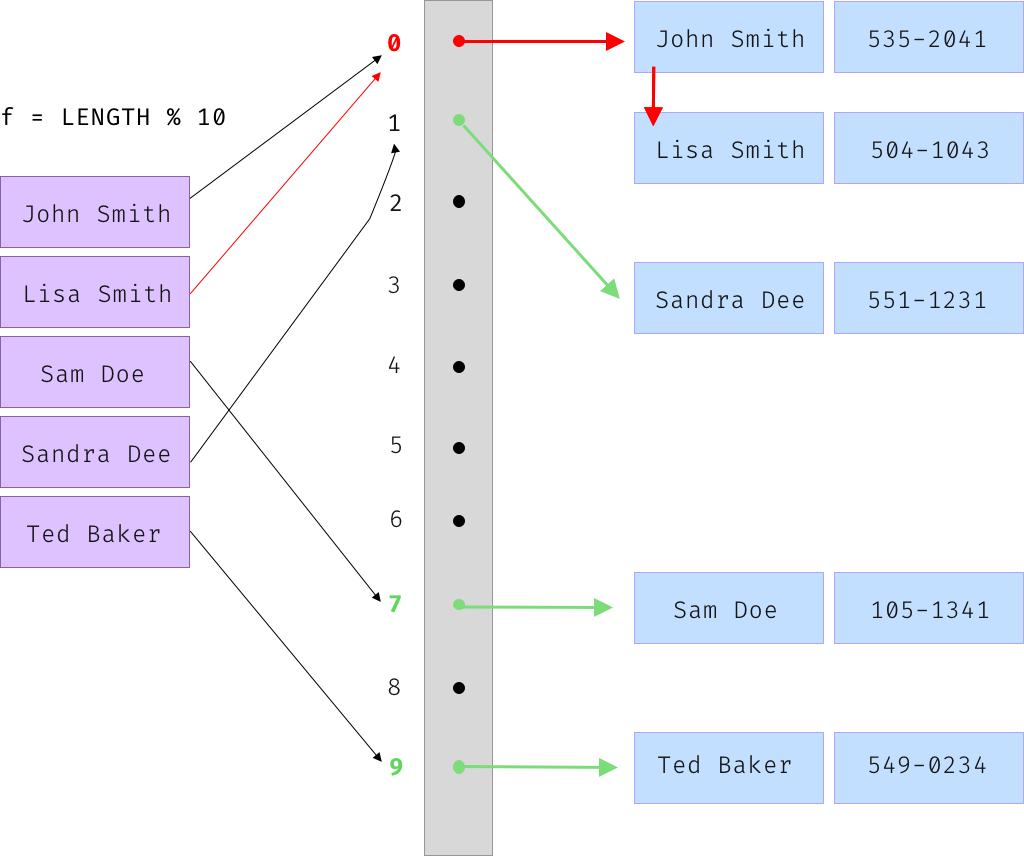 f = LENGTH % 10
John Smith
Lisa Smith
Sam Doe
Sandra Dee
Ted Baker
0
1
2
3
4
5
6
7
8
9
John Smith 535-2041
Lisa Smith 504-1043
Sandra Dee 551-1231
Sam Doe 105-1341
Ted Baker 549-0234